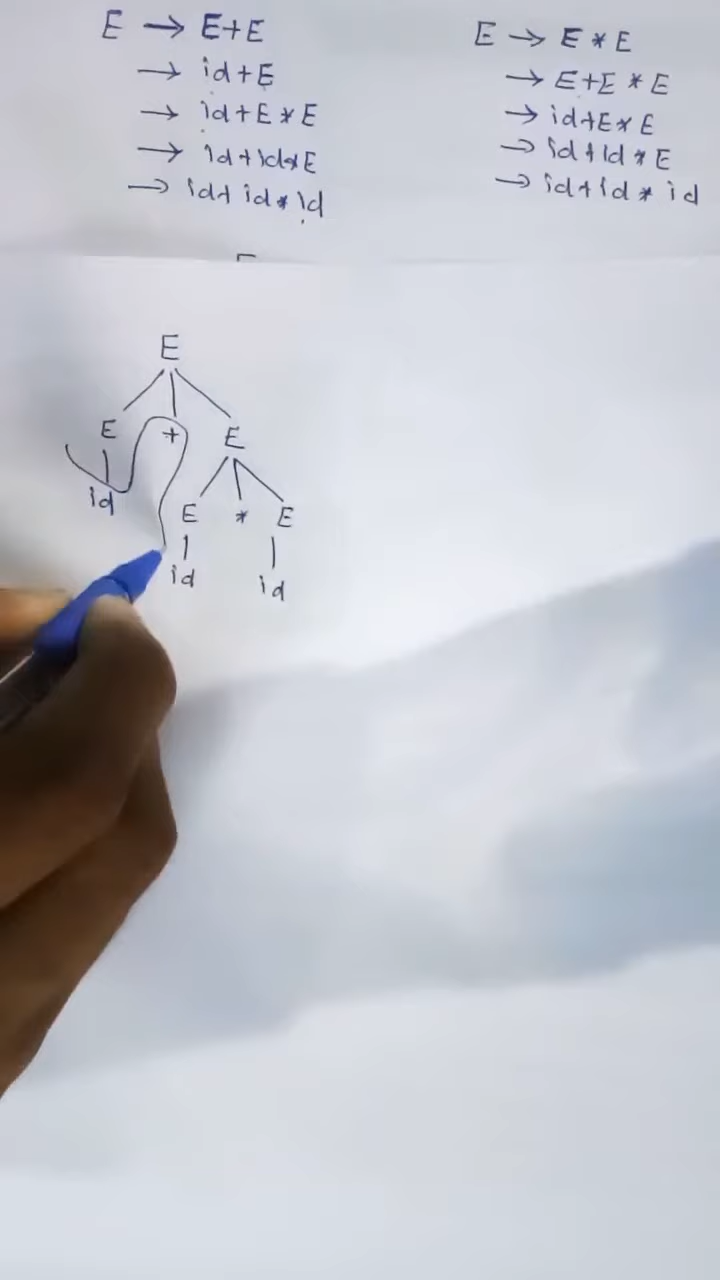 E → E+E
→ id+E
→ id+E*E
→ id+id*E
→ id+id*id
E → E*E
→ E+E*E
→ id+E*E
→ id+id*E
→ id+id*id
E
E + E
id
E * E
id id